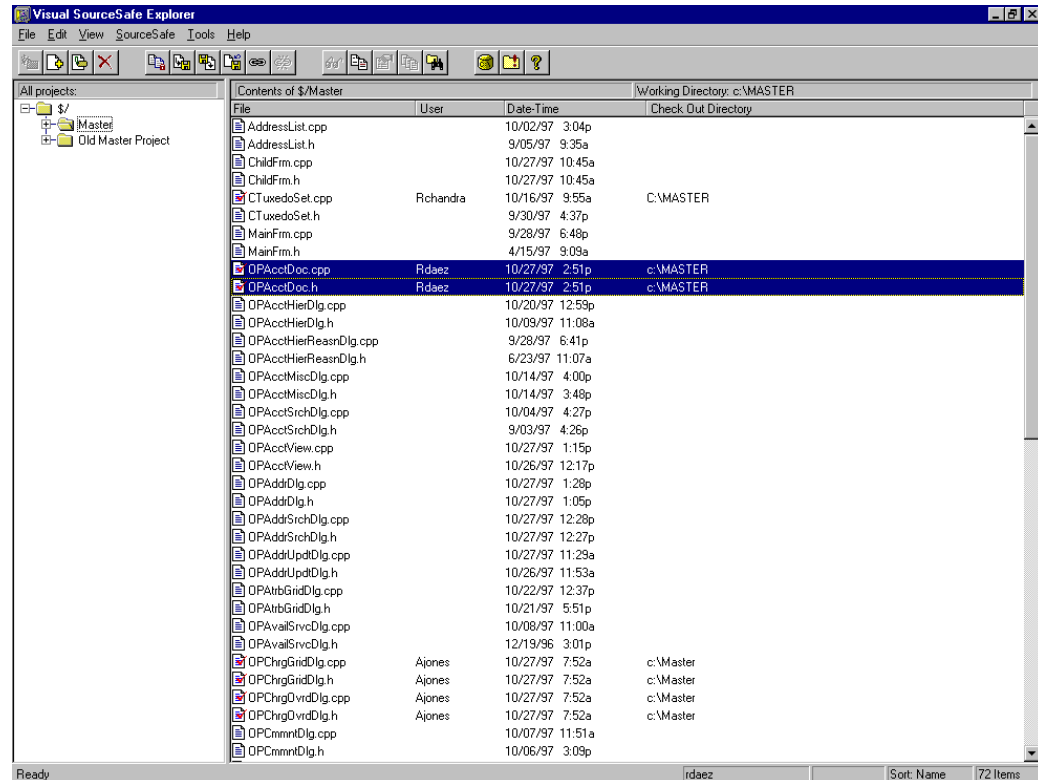 Visual SourceSafe Explorer
File Edit View SourceSafe Tools Help
All projects:
Contents of $/Master
Working Directory: c:\MASTER
$/
Master
Old Master Project
File User Date-Time Check Out Directory
AddressList.cpp 10/02/97 3:04p
AddressList.h 9/05/97 9:35a
ChildFrm.cpp 10/27/97 10:45a
ChildFrm.h 10/27/97 10:45a
CTuxedoSet.cpp Rchandra 10/16/97 9:55a C:\MASTER
CTuxedoSet.h 9/30/97 4:37p
MainFrm.cpp 9/28/97 6:48p
MainFrm.h 4/15/97 9:09a
OPAcctDoc.cpp Rdaez 10/27/97 2:51p c:\MASTER
OPAcctDoc.h Rdaez 10/27/97 2:51p c:\MASTER
OPAcctHierDlg.cpp 10/20/97 12:59p
OPAcctHierDlg.h 10/09/97 11:08a
OPAcctHierReasnDlg.cpp 9/28/97 6:41p
OPAcctHierReasnDlg.h 6/23/97 11:07a
OPAcctMiscDlg.cpp 10/14/97 4:00p
OPAcctMiscDlg.h 10/14/97 3:48p
OPAcctSrchDlg.cpp 10/04/97 4:27p
OPAcctSrchDlg.h 9/03/97 4:26p
OPAcctView.cpp 10/27/97 1:15p
OPAcctView.h 10/26/97 12:17p
OPAddrDlg.cpp 10/27/97 1:28p
OPAddrDlg.h 10/27/97 1:05p
OPAddrSrchDlg.cpp 10/27/97 12:28p
OPAddrSrchDlg.h 10/27/97 12:27p
OPAddrUpdtDlg.cpp 10/27/97 11:29a
OPAddrUpdtDlg.h 10/26/97 11:53a
OPAtrbGridDlg.cpp 10/22/97 12:37p
OPAtrbGridDlg.h 10/21/97 5:51p
OPAvailSrvcDlg.cpp 10/08/97 11:00a
OPAvailSrvcDlg.h 12/19/96 3:01p
OPChrgGridDlg.cpp Ajones 10/27/97 7:52a c:\Master
OPChrgGridDlg.h Ajones 10/27/97 7:52a c:\Master
OPChrgOvrdDlg.cpp Ajones 10/27/97 7:52a c:\Master
OPChrgOvrdDlg.h Ajones 10/27/97 7:52a c:\Master
OPCmmntDlg.cpp 10/07/97 11:51a
OPCmmntDlg.h 10/06/97 3:09p
Ready rdaez Sort: Name 72 Items